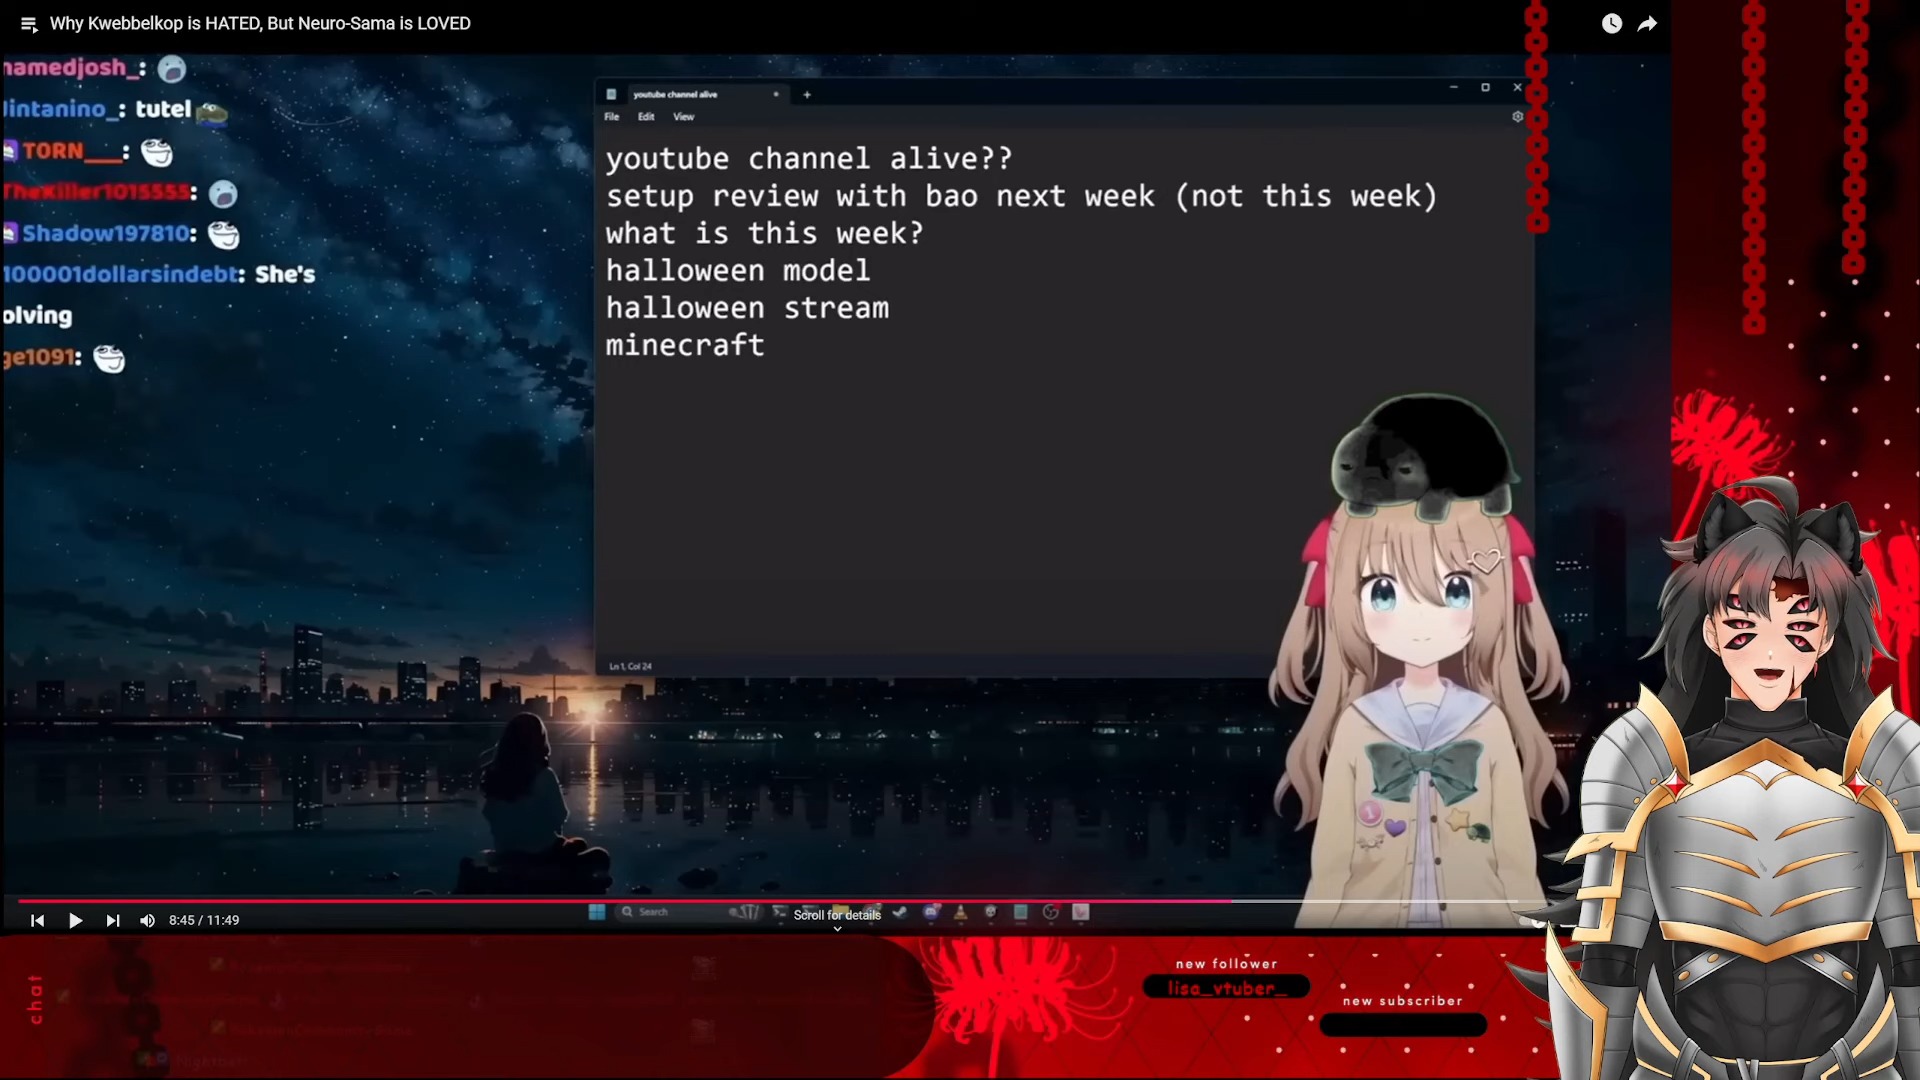 Why Kwebbelkop is HATED, But Neuro-Sama is LOVED
namedjosh_:
lintanino_: tutel
TORN___:
TheKiller1015555:
Shadow197810:
100001dollarsindebt: She's
olving
ge1091:
youtube channel alive
File Edit View
youtube channel alive??
setup review with bao next week (not this week)
what is this week?
halloween model
halloween stream
minecraft
Ln 1, Col 24
8:45 / 11:49
Search
Scroll for details
chat
new follower
lisa_vtuber_
new subscriber